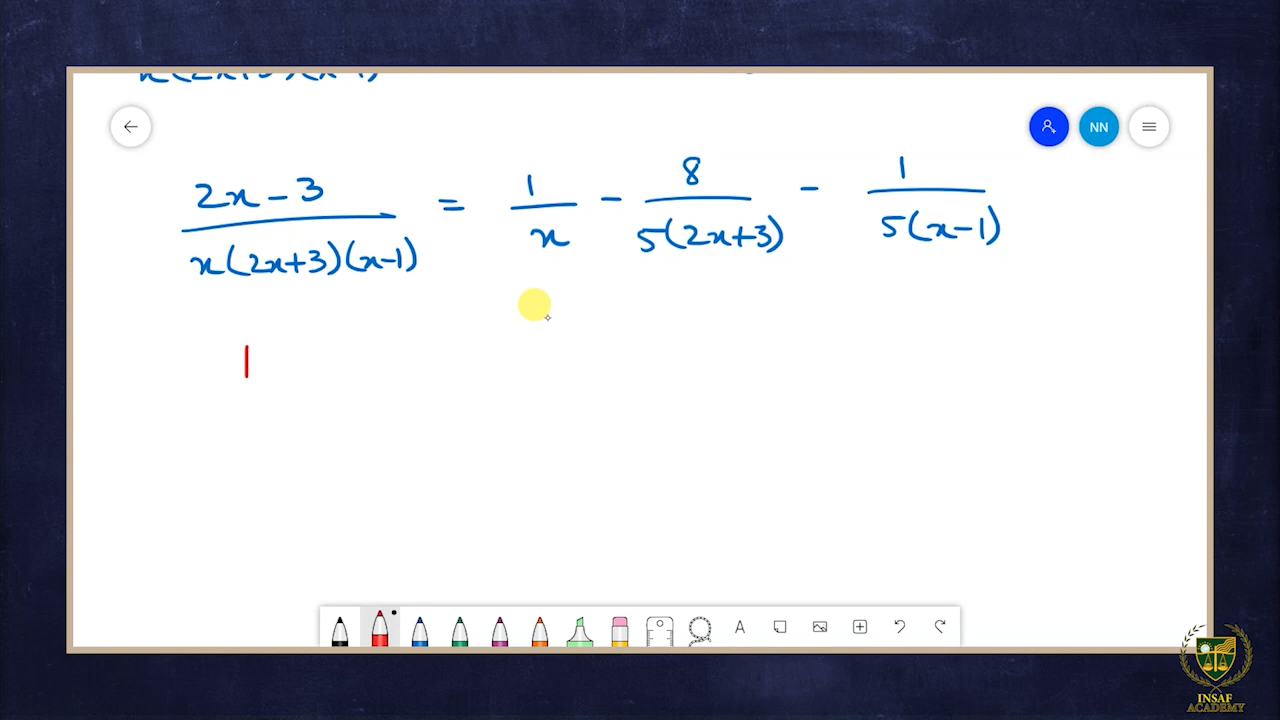 NN
2x - 3 / x(2x+3)(x-1) = 1 / x - 8 / 5(2x+3) - 1 / 5(x-1)
|
A
INSAF
ACADEMY